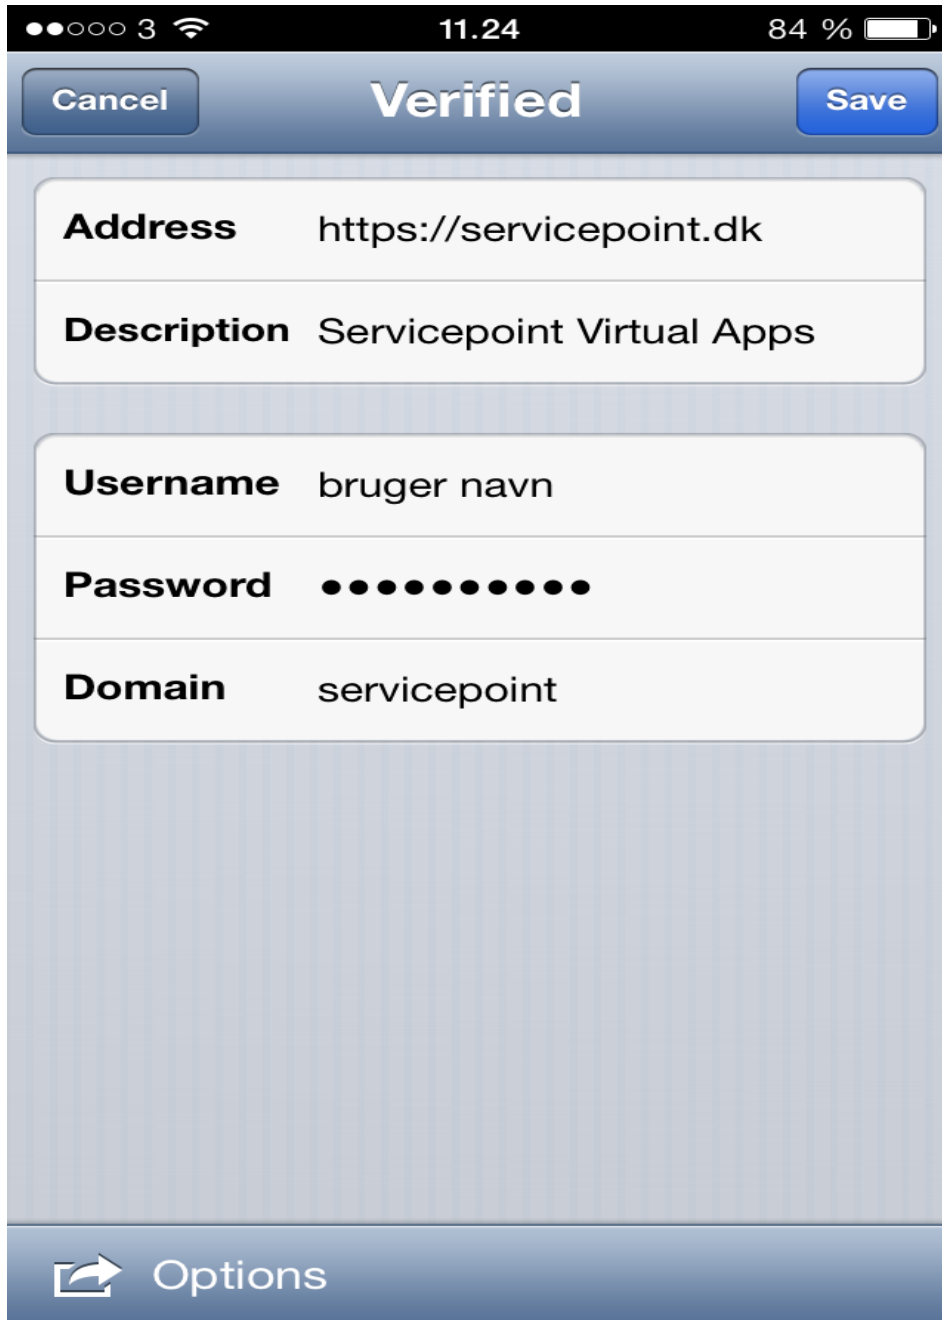 3 11.24 84 %
Cancel Verified Save
Address https://servicepoint.dk
Description Servicepoint Virtual Apps
Username bruger navn
Password ••••••••••
Domain servicepoint
Options